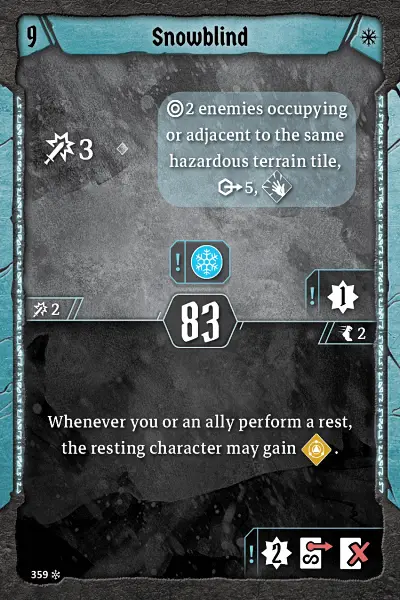 9
Snowblind
3
2 enemies occupying
or adjacent to the same
hazardous terrain tile,
5,
!
! 1
2
83
2
Whenever you or an ally perform a rest,
the resting character may gain .
! 2
359